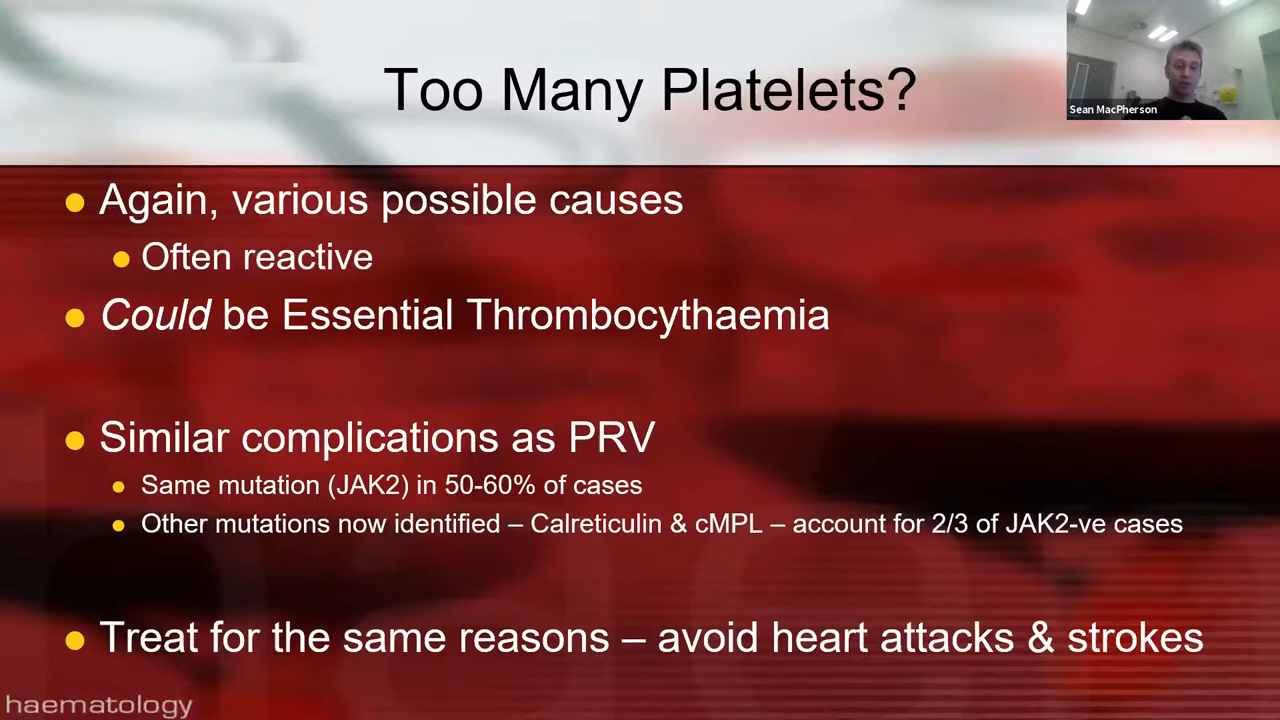 Too Many Platelets?
Sean MacPherson
Again, various possible causes
Often reactive
Could be Essential Thrombocythaemia
Similar complications as PRV
Same mutation (JAK2) in 50-60% of cases
Other mutations now identified – Calreticulin & cMPL – account for 2/3 of JAK2-ve cases
Treat for the same reasons – avoid heart attacks & strokes
haematology